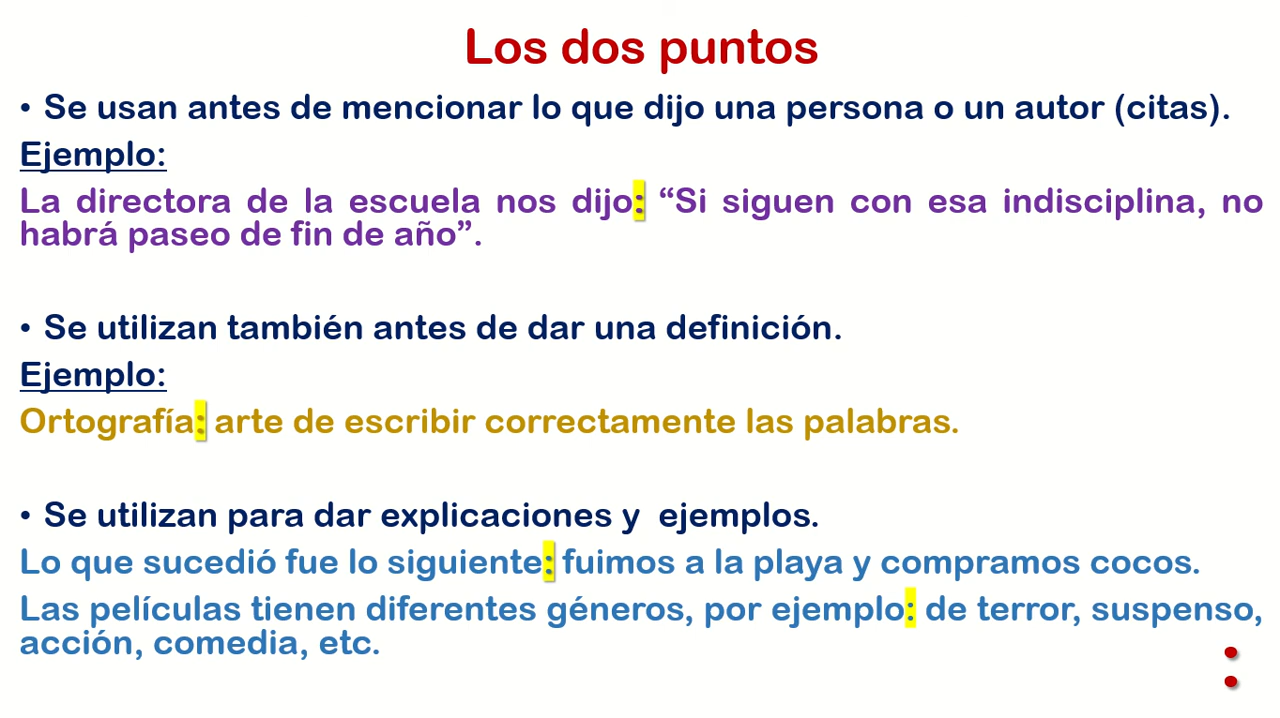 Los dos puntos
• Se usan antes de mencionar lo que dijo una persona o un autor (citas).
Ejemplo:
La directora de la escuela nos dijo: “Si siguen con esa indisciplina, no
habrá paseo de fin de año”.
• Se utilizan también antes de dar una definición.
Ejemplo:
Ortografía: arte de escribir correctamente las palabras.
• Se utilizan para dar explicaciones y  ejemplos.
Lo que sucedió fue lo siguiente: fuimos a la playa y compramos cocos.
Las películas tienen diferentes géneros, por ejemplo: de terror, suspenso,
acción, comedia, etc.
: